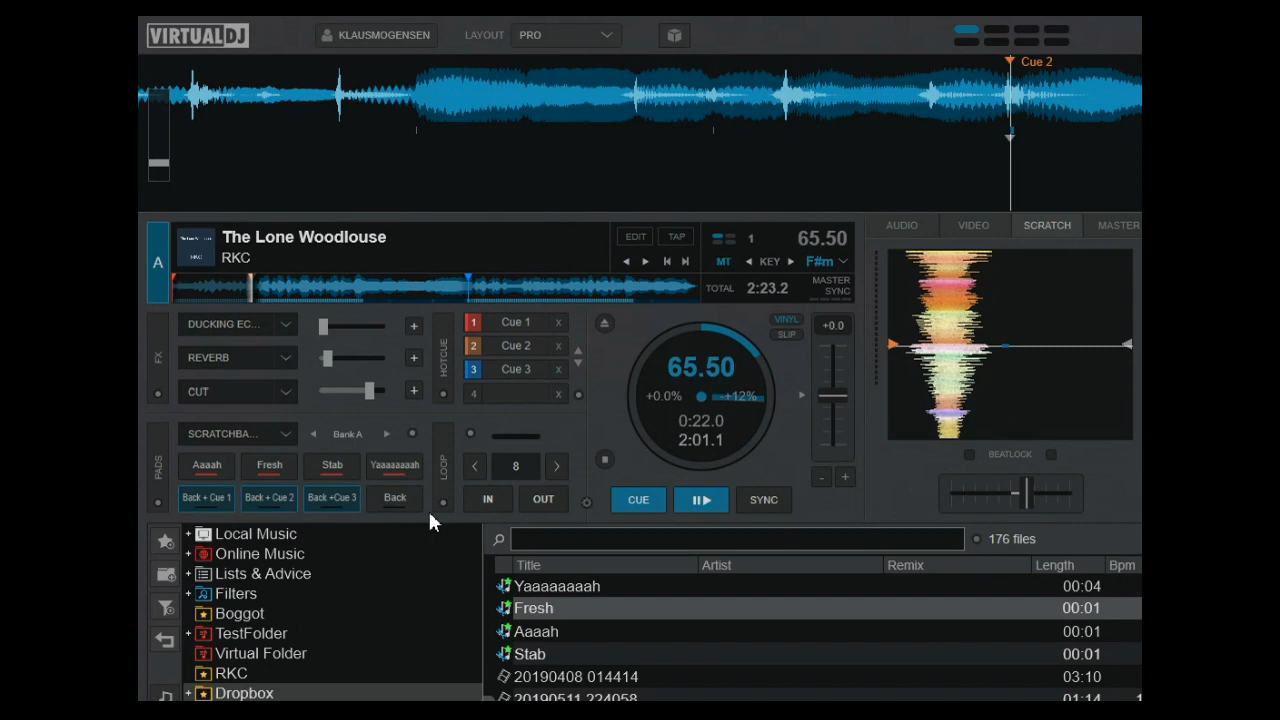 VIRTUALDJ
KLAUSMOGENSEN
LAYOUT
PRO
Cue 2
A
The Lone Woodlouse
RKC
EDIT
TAP
1
65.50
MT
KEY
F#m
TOTAL
2:23.2
MASTER
SYNC
AUDIO
VIDEO
SCRATCH
MASTER
FX
DUCKING EC...
REVERB
CUT
HOTCUE
1 Cue 1 x
2 Cue 2 x
3 Cue 3 x
4 x
VINYL
SLIP
+0.0
65.50
+0.0%
12%
0:22.0
2:01.1
PADS
SCRATCHBA...
Bank A
Aaaah
Fresh
Stab
Yaaaaaaaah
Back + Cue 1
Back + Cue 2
Back +Cue 3
Back
LOOP
8
IN
OUT
CUE
SYNC
- +
BEATLOCK
Local Music
Online Music
Lists & Advice
Filters
Boggot
TestFolder
Virtual Folder
RKC
Dropbox
176 files
Title Artist Remix Length Bpm
Yaaaaaaaah 00:04
Fresh 00:01
Aaaah 00:01
Stab 00:01
20190408 014414 03:10
20190511 224058 01:14 1